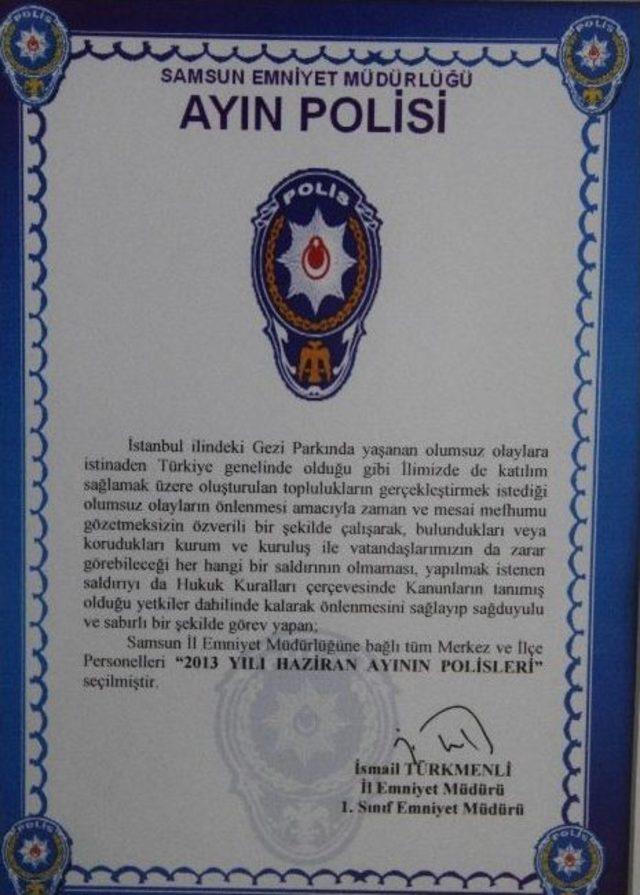 POLİS
POLİS
SAMSUN EMNİYET MÜDÜRLÜĞÜ
AYIN POLİSİ
POLİS
İstanbul ilindeki Gezi Parkında yaşanan olumsuz olaylara
istinaden Türkiye genelinde olduğu gibi İlimizde de katılım
sağlamak üzere oluşturulan toplulukların gerçekleştirmek istediği
olumsuz olayların önlenmesi amacıyla zaman ve mesai mefhumu
gözetmeksizin özverili bir şekilde çalışarak, bulundukları veya
korudukları kurum ve kuruluş ile vatandaşlarımızın da zarar
görebileceği her hangi bir saldırının olmaması, yapılmak istenen
saldırıyı da Hukuk Kuralları çerçevesinde Kanunların tanımış
olduğu yetkiler dahilinde kalarak önlenmesini sağlayıp sağduyulu
ve sabırlı bir şekilde görev yapan;
Samsun İl Emniyet Müdürlüğüne bağlı tüm Merkez ve İlçe
Personelleri “2013 YILI HAZİRAN AYININ POLİSLERİ”
seçilmiştir.
İsmail TÜRKMENLİ
İl Emniyet Müdürü
1. Sınıf Emniyet Müdürü
POLİS
POLİS